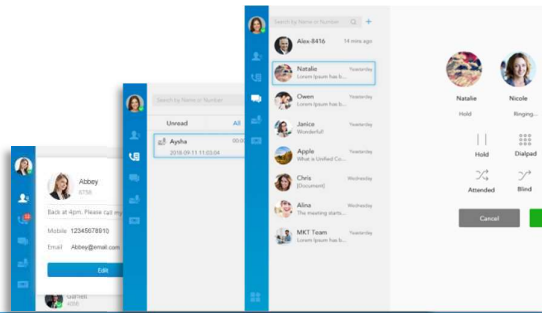 Search by Name or Number
Alex-8416
14 mins ago
Natalie
Yesterday
Lorem Ipsum has b...
Owen
Yesterday
Lorem Ipsum has b...
Janice
Yesterday
Wonderful!
Apple
Yesterday
What is Unified Co...
Chris
Wednesday
[Document]
Alina
Wednesday
The meeting starts...
MKT Team
Yesterday
Lorem Ipsum has b...
Natalie
Nicole
Hold
Ringing...
Hold
Dialpad
Attended
Blind
Cancel
Search by Name or Number
Unread
All
Aysha
2018-09-11 11:03:04
Abbey
6758
Back at 4pm. Please call my
Mobile 12345678910
Email Abbey@email.com
Edit
Garrett